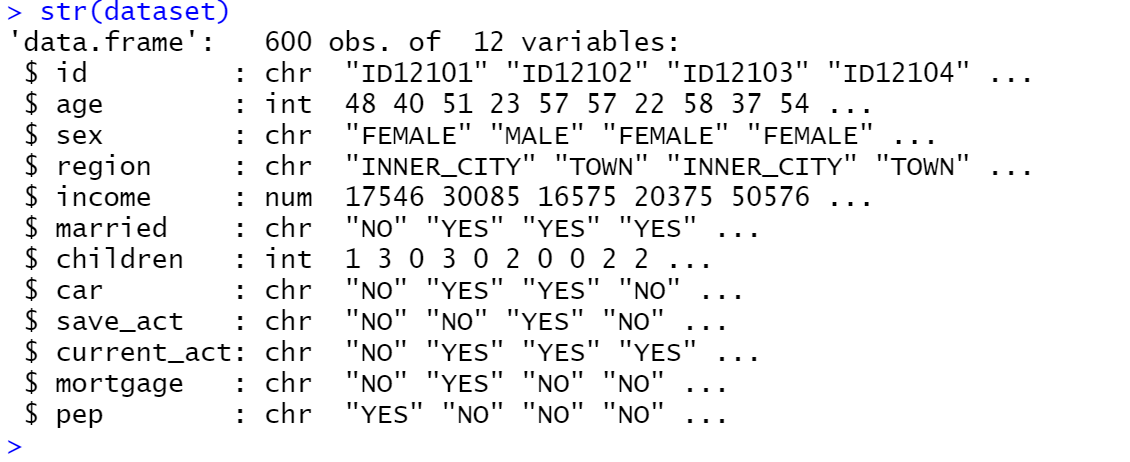 > str(dataset)
'data.frame':   600 obs. of  12 variables:
 $ id         : chr  "ID12101" "ID12102" "ID12103" "ID12104" ...
 $ age        : int  48 40 51 23 57 57 22 58 37 54 ...
 $ sex        : chr  "FEMALE" "MALE" "FEMALE" "FEMALE" ...
 $ region     : chr  "INNER_CITY" "TOWN" "INNER_CITY" "TOWN" ...
 $ income     : num  17546 30085 16575 20375 50576 ...
 $ married    : chr  "NO" "YES" "YES" "YES" ...
 $ children   : int  1 3 0 3 0 2 0 0 2 2 ...
 $ car        : chr  "NO" "YES" "YES" "NO" ...
 $ save_act   : chr  "NO" "NO" "YES" "NO" ...
 $ current_act: chr  "NO" "YES" "YES" "YES" ...
 $ mortgage   : chr  "NO" "YES" "NO" "NO" ...
 $ pep        : chr  "YES" "NO" "NO" "NO" ...
>